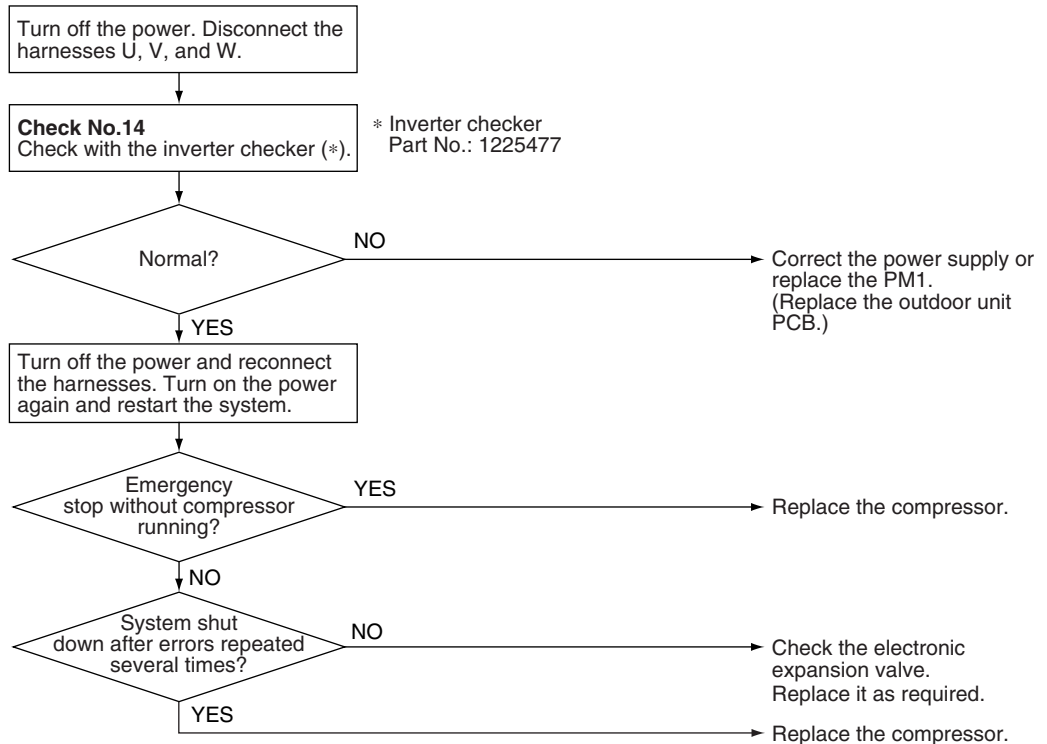 Turn off the power. Disconnect the
harnesses U, V, and W.
Check No.14
Check with the inverter checker (*).
* Inverter checker
Part No.: 1225477
Normal?
NO
Correct the power supply or
replace the PM1.
(Replace the outdoor unit
PCB.)
YES
Turn off the power and reconnect
the harnesses. Turn on the power
again and restart the system.
Emergency
stop without compressor
running?
YES
Replace the compressor.
NO
System shut
down after errors repeated
several times?
NO
Check the electronic
expansion valve.
Replace it as required.
YES
Replace the compressor.